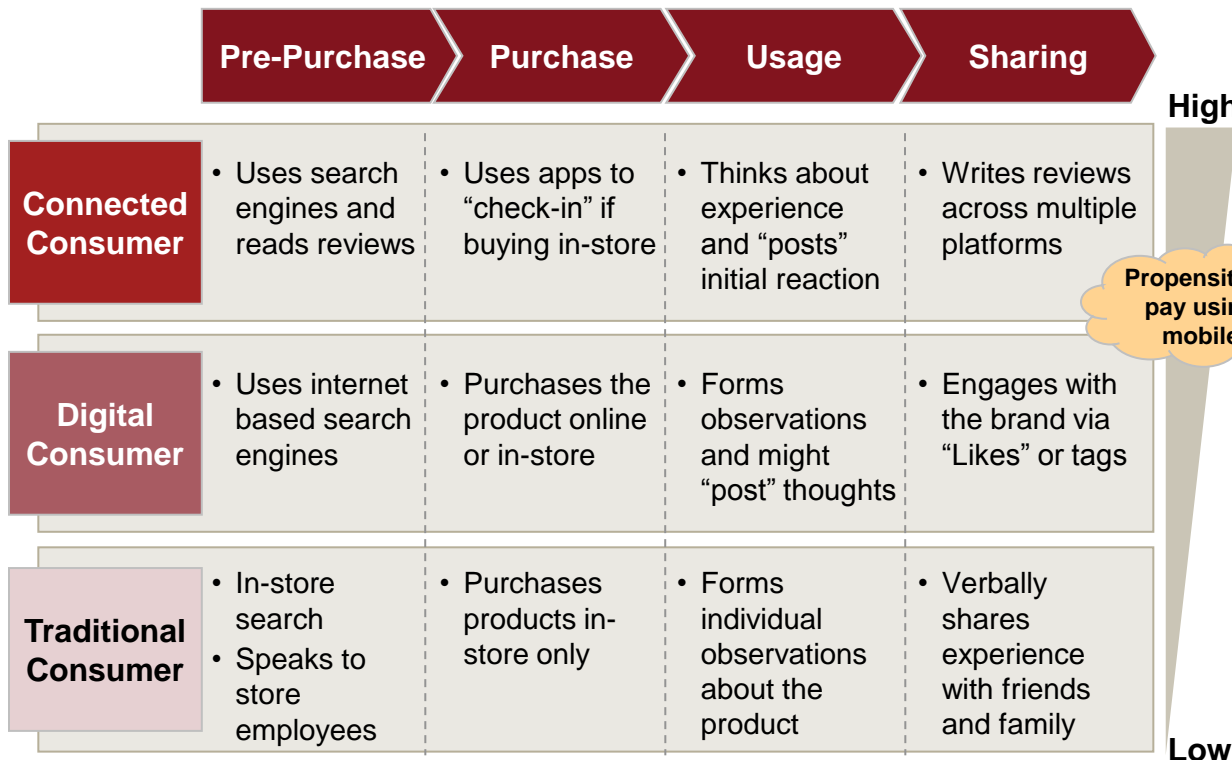 Pre-Purchase
Purchase
Usage
Sharing
High
Connected
Consumer
• Uses search
engines and
reads reviews
• Uses apps to
“check-in” if
buying in-store
• Thinks about
experience
and “posts”
initial reaction
• Writes reviews
across multiple
platforms
Propensit
pay usin
mobile
Digital
Consumer
• Uses internet
based search
engines
• Purchases the
product online
or in-store
• Forms
observations
and might
“post” thoughts
• Engages with
the brand via
“Likes” or tags
Traditional
Consumer
• In-store
search
• Speaks to
store
employees
• Purchases
products in-
store only
• Forms
individual
observations
about the
product
• Verbally
shares
experience
with friends
and family
Low